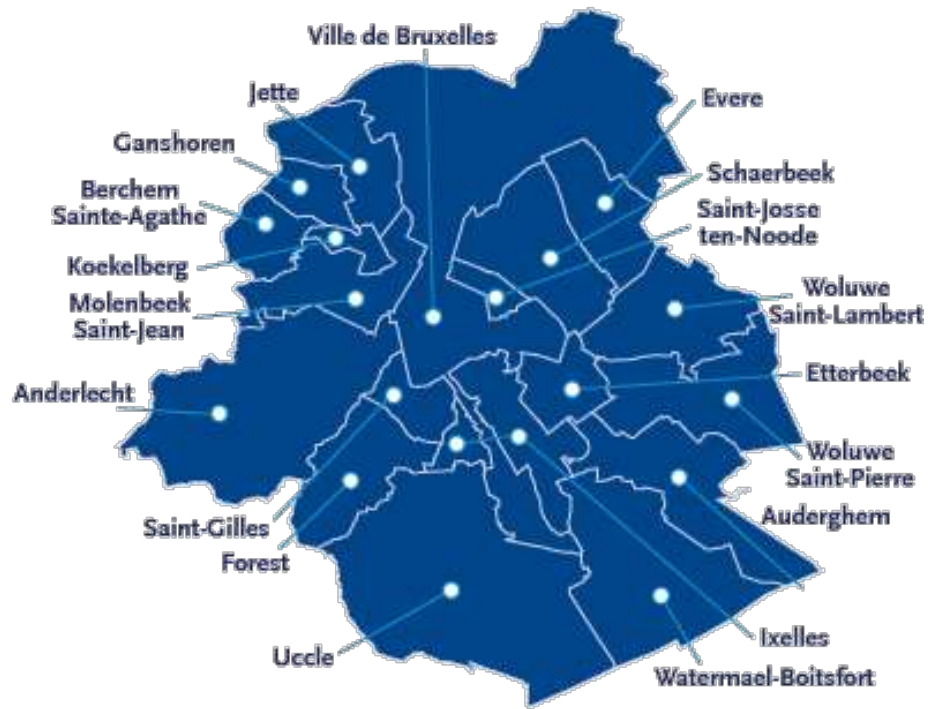 Ville de Bruxelles
Jette
Evere
Ganshoren
Schaerbeek
Berchem
Sainte-Agathe
Saint-Josse
ten-Noode
Koekelberg
Molenbeek
Saint-Jean
Woluwe
Saint-Lambert
Etterbeek
Anderlecht
Woluwe
Saint-Pierre
Auderghem
Saint-Gilles
Forest
Ixelles
Uccle
Watermael-Boitsfort